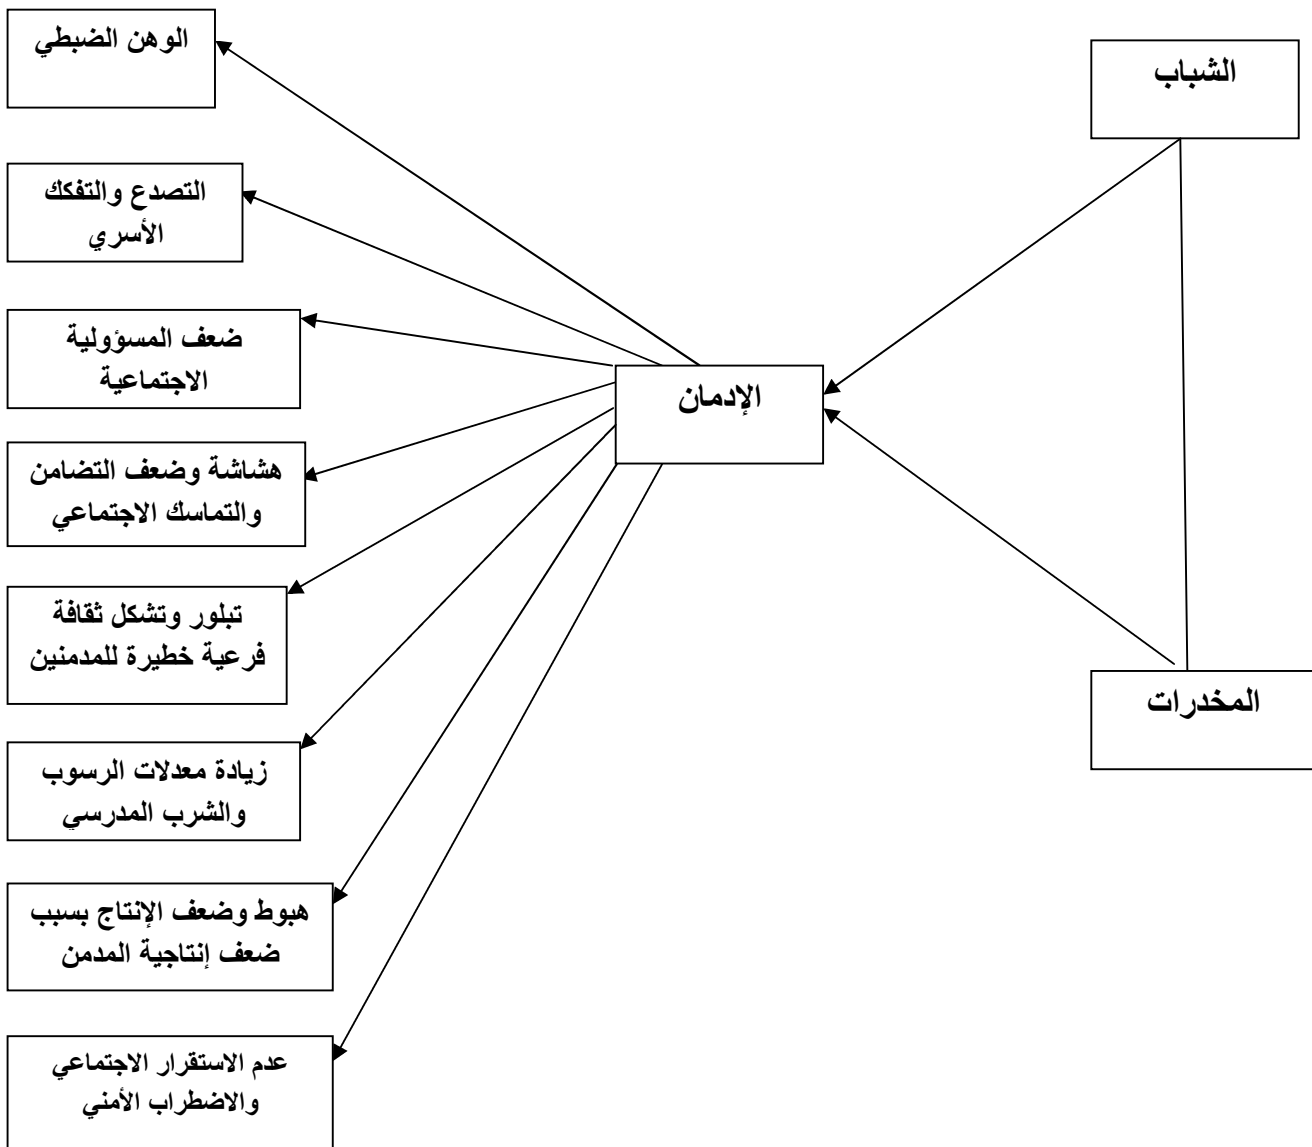 الشباب
المخدرات
الإدمان
الوهن الضبطي
التصدع والتفكك
الأسري
ضعف المسؤولية
الاجتماعية
هشاشة وضعف التضامن
والتماسك الاجتماعي
تبلور وتشكل ثقافة
فرعية خطيرة للمدمنين
زيادة معدلات الرسوب
والشرب المدرسي
هبوط وضعف الإنتاج بسبب
ضعف إنتاجية المدمن
عدم الاستقرار الاجتماعي
والاضطراب الأمني